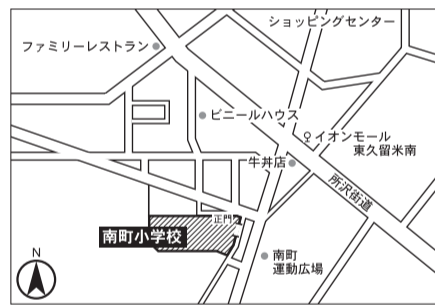 ショッピングセンター
ファミリーレストラン
ビニールハウス
イオンモール
東久留米南
牛丼店
所沢街道
正門
南町小学校
南町
運動広場
N